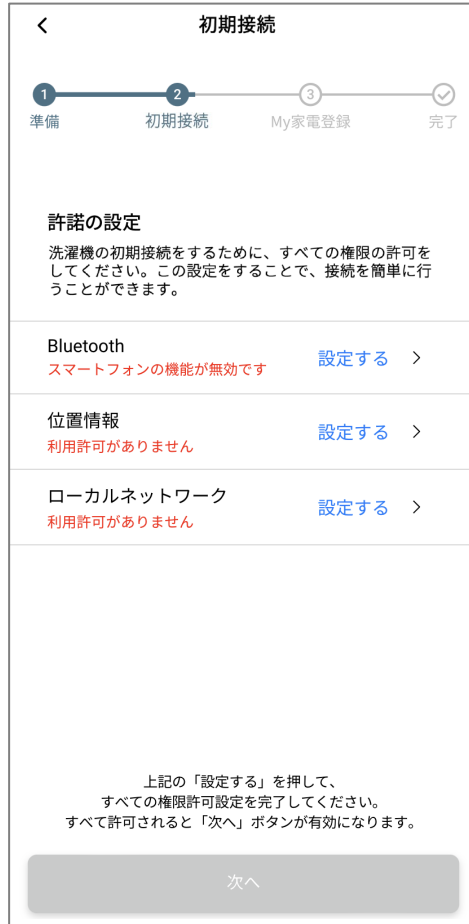 初期接続
1
2
3
準備
初期接続
My家電登録
完了
許諾の設定
洗濯機の初期接続をするために、すべての権限の許可を
してください。この設定をすることで、接続を簡単に行
うことができます。
Bluetooth
スマートフォンの機能が無効です
設定する
位置情報
利用許可がありません
設定する
ローカルネットワーク
利用許可がありません
設定する
上記の「設定する」を押して、
すべての権限許可設定を完了してください。
すべて許可されると「次へ」ボタンが有効になります。
次へ